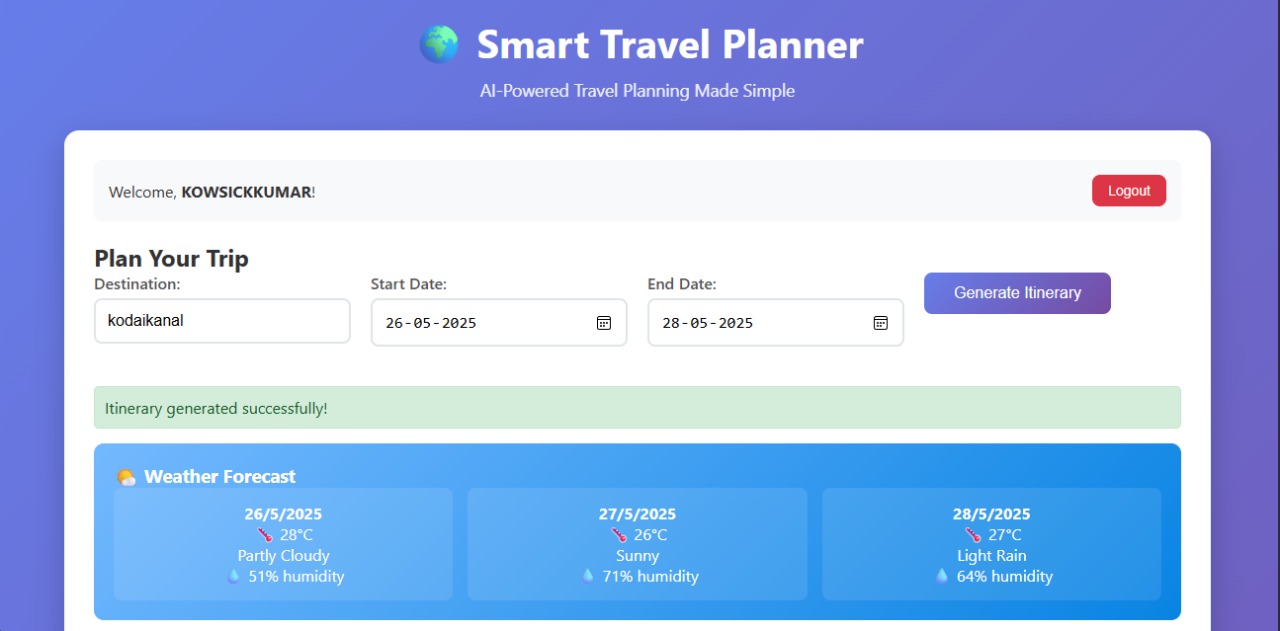 Smart Travel Planner
AI-Powered Travel Planning Made Simple
Welcome, KOWSICKKUMAR!
Logout
Plan Your Trip
Destination:
kodaikanal
Start Date:
26-05-2025
End Date:
28-05-2025
Generate Itinerary
Itinerary generated successfully!
Weather Forecast
26/5/2025
28°C
Partly Cloudy
51% humidity
27/5/2025
26°C
Sunny
71% humidity
28/5/2025
27°C
Light Rain
64% humidity